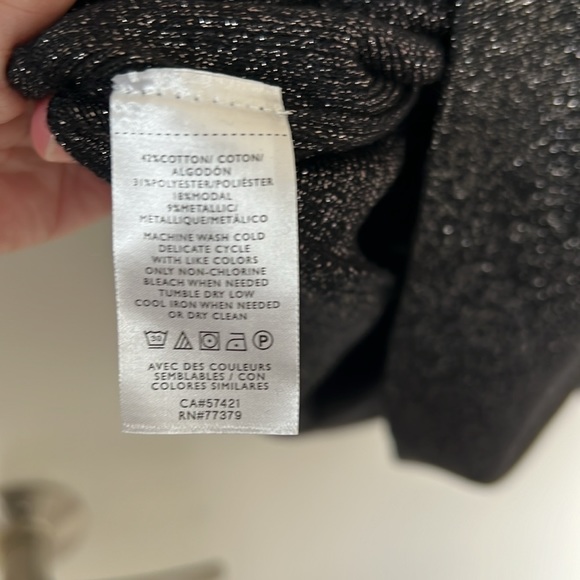 42%COTTON/ COTON/
ALGODÓN
31%POLYESTER/POLIÉSTER
18%MODAL
9%METALLIC/
MÉTALLIQUE/METÁLICO
MACHINE WASH COLD
DELICATE CYCLE
WITH LIKE COLORS
ONLY NON-CHLORINE
BLEACH WHEN NEEDED
TUMBLE DRY LOW
COOL IRON WHEN NEEDED
OR DRY CLEAN
30 P
AVEC DES COULEURS
SEMBLABLES / CON
COLORES SIMILARES
CA#57421
RN#77379